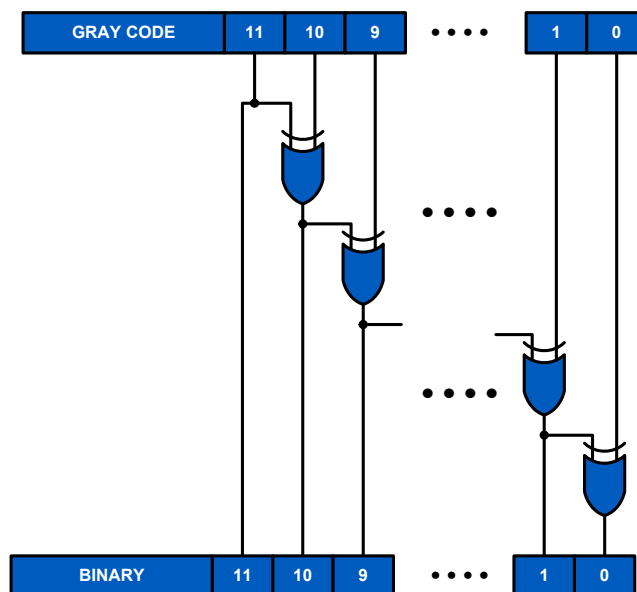 GRAY CODE 11 10 9 •••• 1 0
BINARY 11 10 9 •••• 1 0